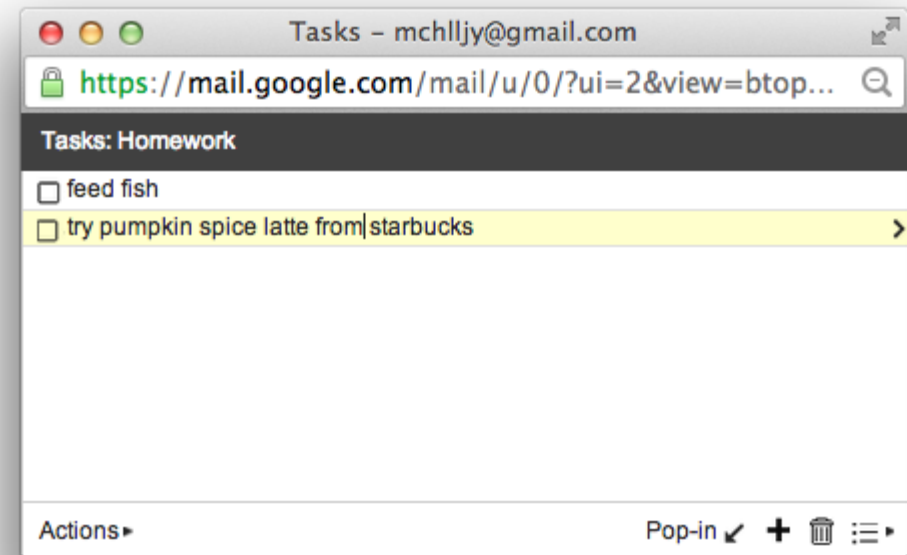 Tasks – mchlljy@gmail.com
https://mail.google.com/mail/u/0/?ui=2&view=btop...
Tasks: Homework
feed fish
try pumpkin spice latte from starbucks
Actions Pop-in